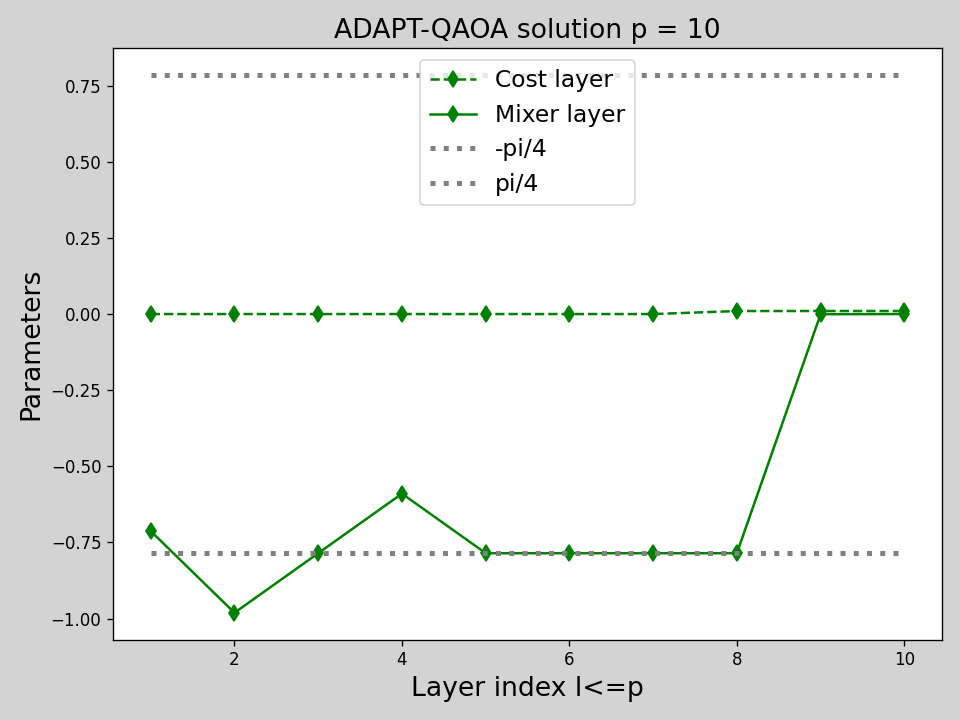 ADAPT-QAOA solution p = 10
Cost layer
Mixer layer
-pi/4
pi/4
0.75
0.50
0.25
0.00
−0.25
−0.50
−0.75
−1.00
Parameters
2 4 6 8 10
Layer index l<=p